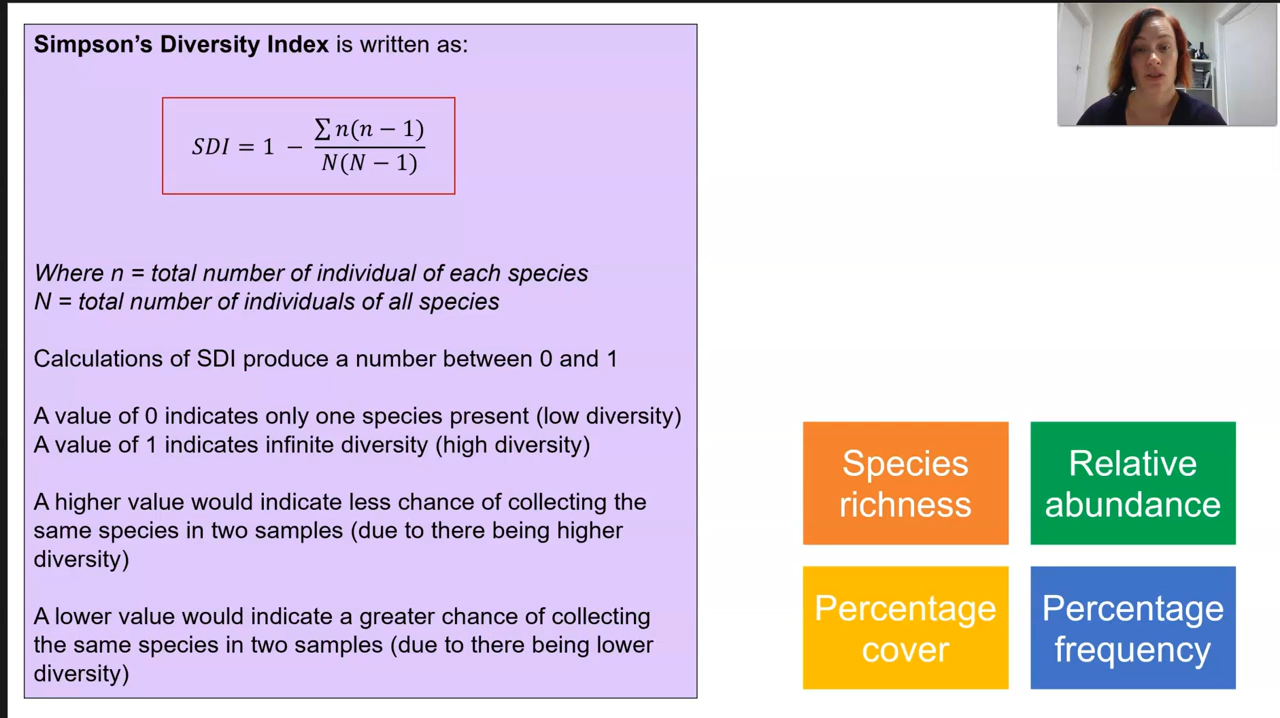 Simpson’s Diversity Index is written as:
SDI = 1 − ∑ n(n − 1)
N(N − 1)
Where n = total number of individual of each species
N = total number of individuals of all species
Calculations of SDI produce a number between 0 and 1
A value of 0 indicates only one species present (low diversity)
A value of 1 indicates infinite diversity (high diversity)
A higher value would indicate less chance of collecting the
same species in two samples (due to there being higher
diversity)
A lower value would indicate a greater chance of collecting
the same species in two samples (due to there being lower
diversity)
Species
richness
Relative
abundance
Percentage
cover
Percentage
frequency